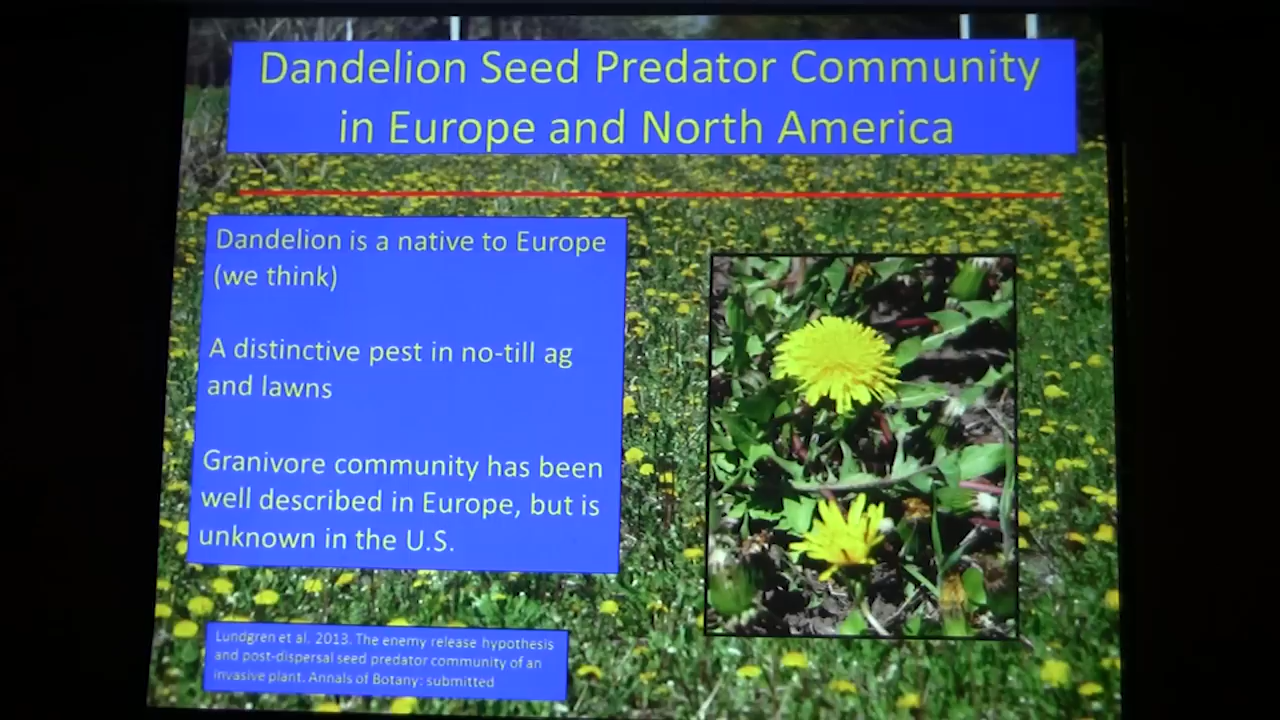 Dandelion Seed Predator Community
in Europe and North America
Dandelion is a native to Europe
(we think)
A distinctive pest in no-till ag
and lawns
Granivore community has been
well described in Europe, but is
unknown in the U.S.
Lundgren et al. 2013. The enemy release hypothesis
and post-dispersal seed predator community of an
invasive plant. Annals of Botany: submitted